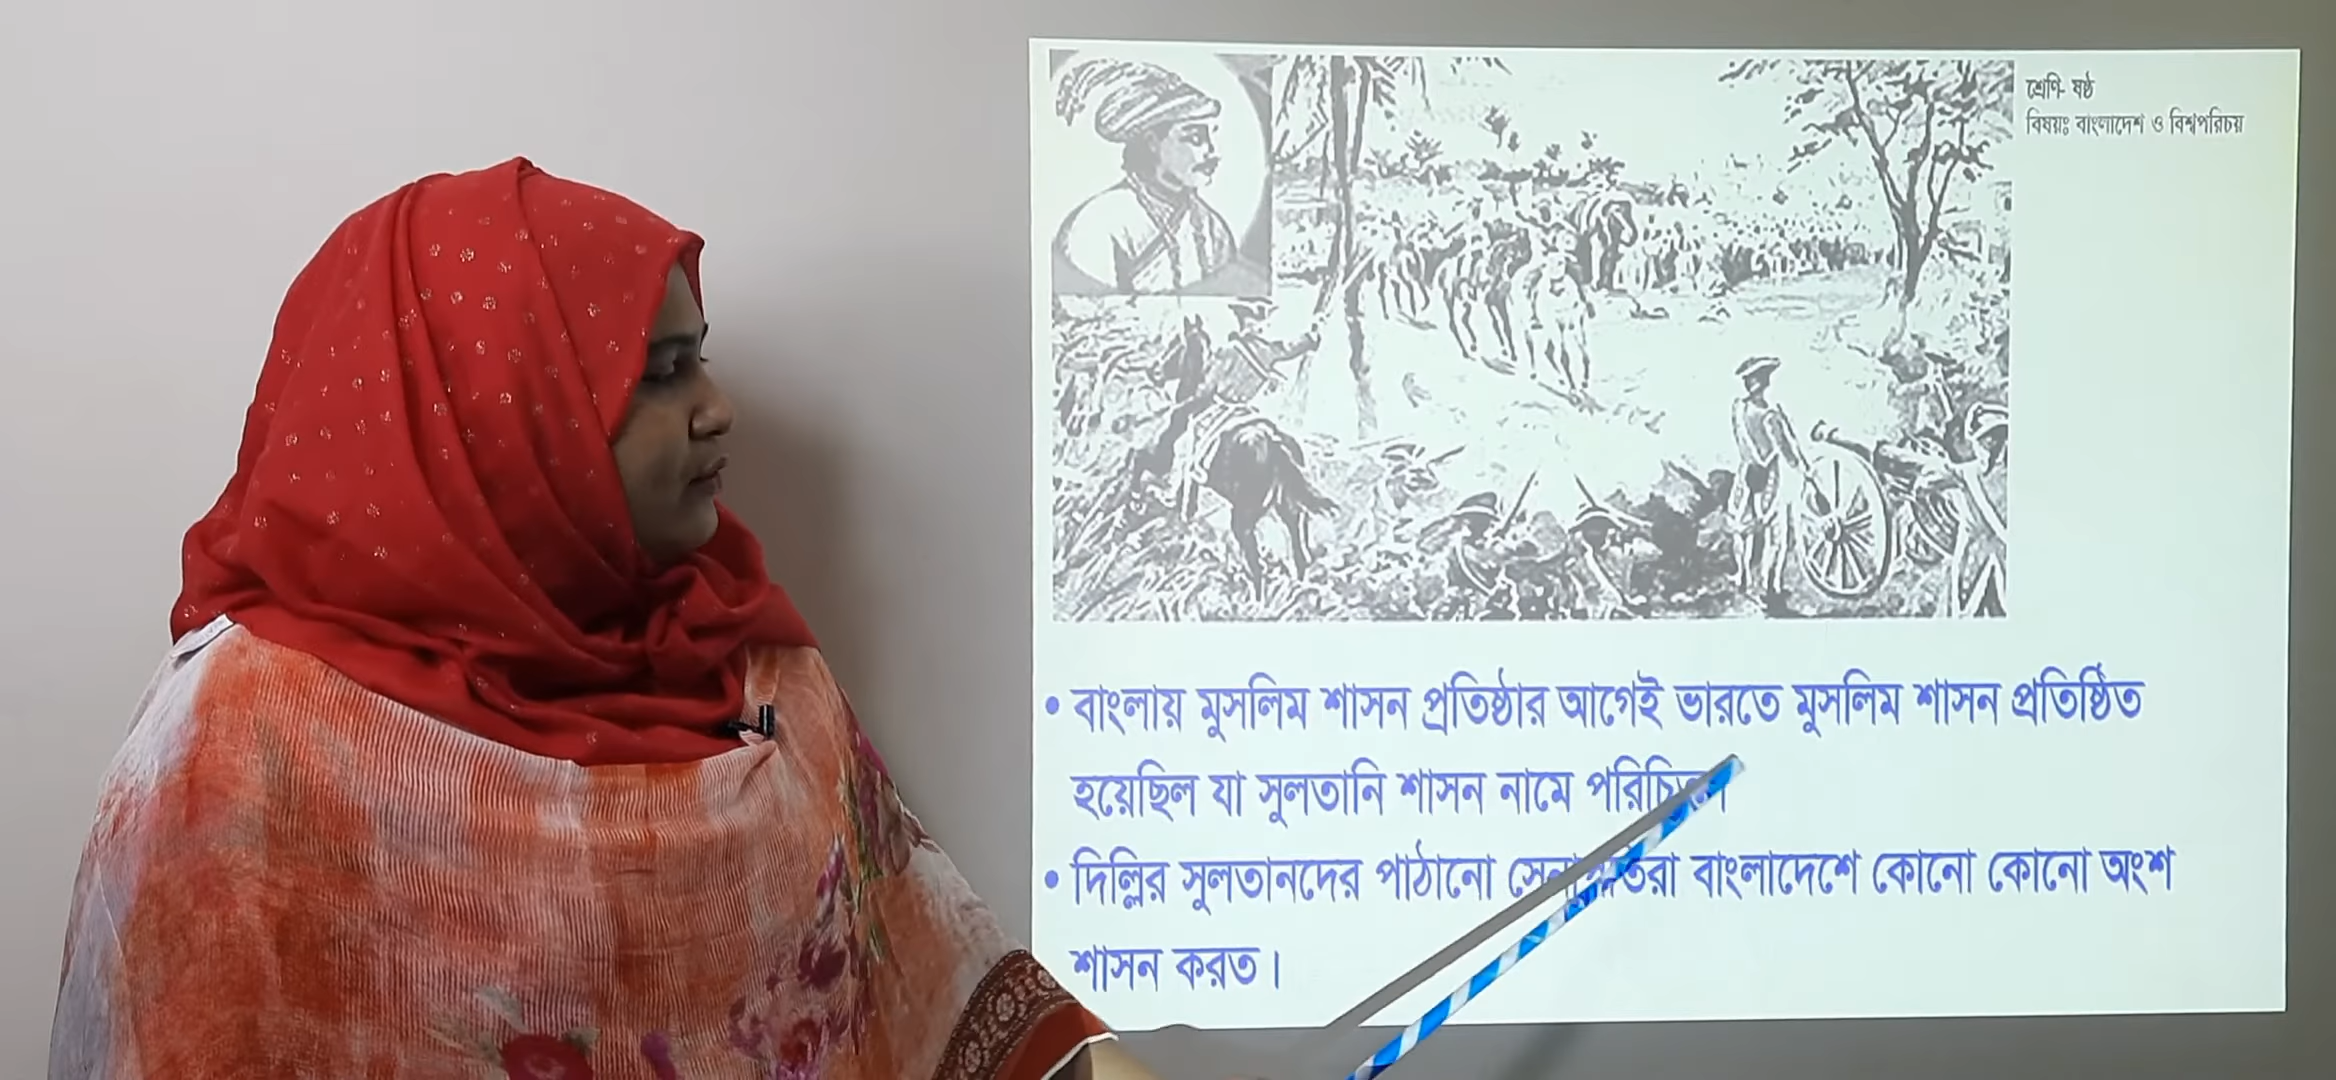 শ্রেণি- ষষ্ঠ
বিষয়ঃ বাংলাদেশ ও বিশ্বপরিচয়
• বাংলায় মুসলিম শাসন প্রতিষ্ঠার আগেই ভারতে মুসলিম শাসন প্রতিষ্ঠিত
হয়েছিল যা সুলতানি শাসন নামে
• দিল্লির সুলতানদের পাঠানো সেনাপতিরা বাংলাদেশে কোনো কোনো অংশ
শাসন করত।